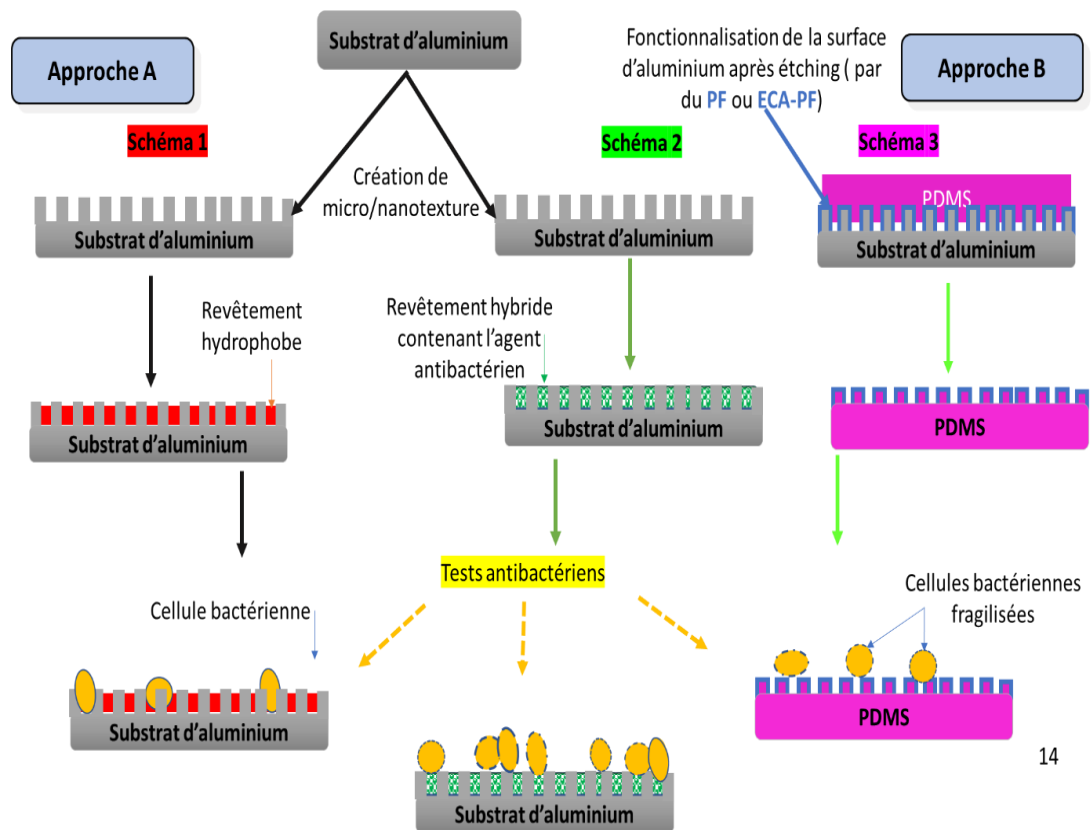 Substrat d'aluminium
Approche A
Fonctionnalisation de la surface
d'aluminium après étching ( par
du PF ou ECA-PF)
Approche B
Schéma 1
Schéma 2
Schéma 3
Création de
micro/nanotexture
PDMS
Substrat d'aluminium
Substrat d'aluminium
Substrat d'aluminium
Revêtement
hydrophobe
Revêtement hybride
contenant l'agent
antibactérien
Substrat d'aluminium
Substrat d'aluminium
PDMS
Tests antibactériens
Cellule bactérienne
Cellules bactériennes
fragilisées
Substrat d'aluminium
PDMS
Substrat d'aluminium
14